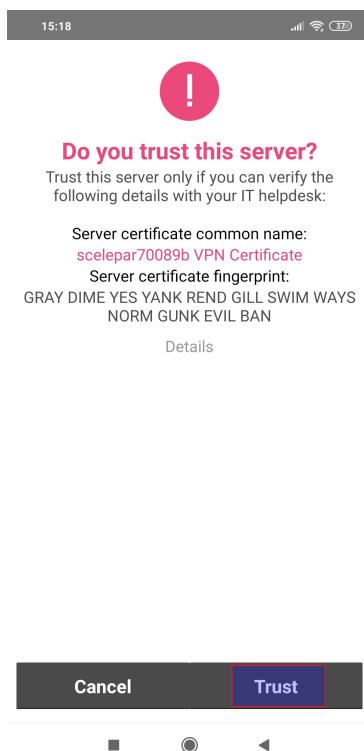 15:18
37
!
Do you trust this server?
Trust this server only if you can verify the
following details with your IT helpdesk:
Server certificate common name:
scelepar70089b VPN Certificate
Server certificate fingerprint:
GRAY DIME YES YANK REND GILL SWIM WAYS
NORM GUNK EVIL BAN
Details
Cancel
Trust